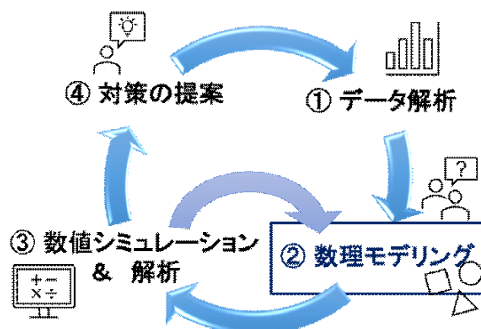 ④ 対策の提案
① データ解析
?
③ 数値シミュレーション
& 解析
② 数理モデリング
+−
×÷